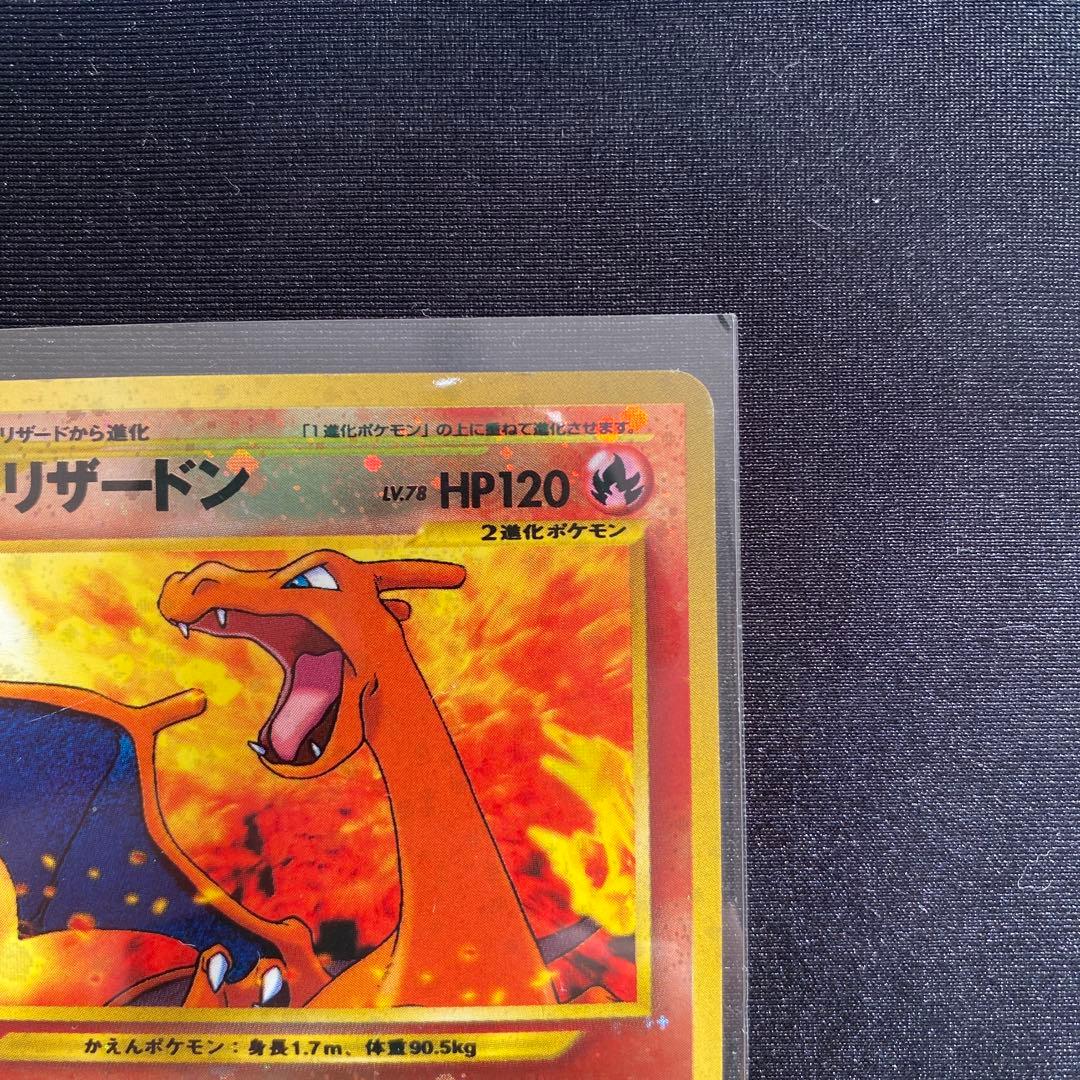 リザードから進化 「1進化ポケモン」の上に重ねて進化させます。
リザードン LV.78 HP120
2進化ポケモン
かえんポケモン：身長1.7m、体重90.5kg